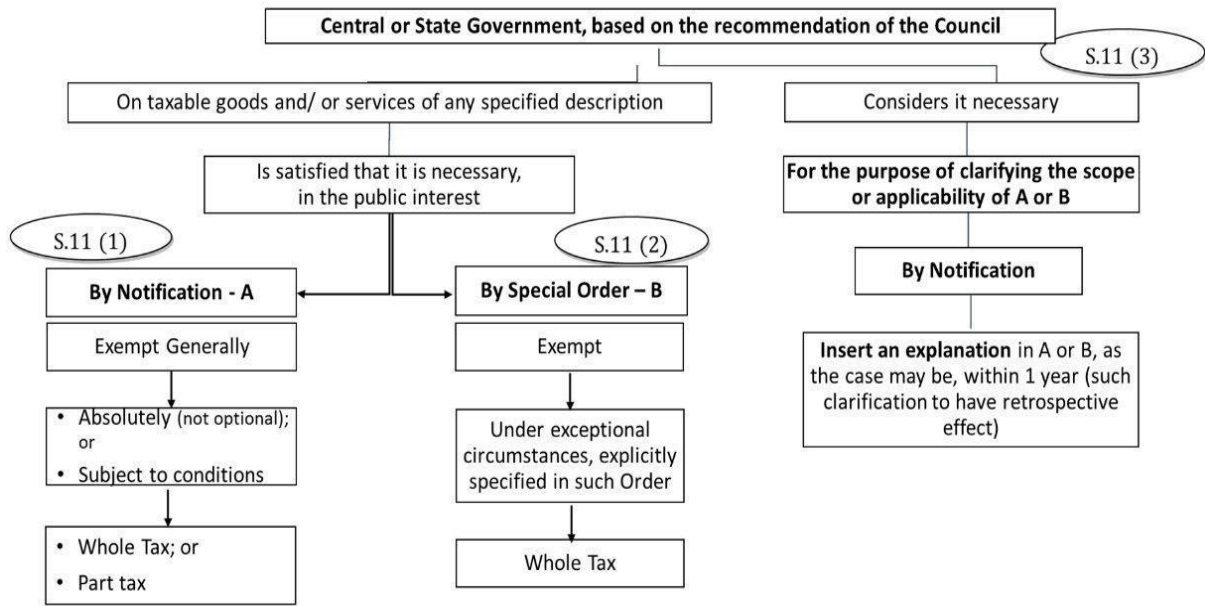 Central or State Government, based on the recommendation of the Council
S.11 (3)
On taxable goods and/ or services of any specified description
Considers it necessary
Is satisfied that it is necessary,
in the public interest
For the purpose of clarifying the scope
or applicability of A or B
S.11 (1)
S.11 (2)
By Notification - A
By Special Order – B
By Notification
Exempt Generally
Exempt
Insert an explanation in A or B, as
the case may be, within 1 year (such
clarification to have retrospective
effect)
• Absolutely (not optional);
or
• Subject to conditions
Under exceptional
circumstances, explicitly
specified in such Order
• Whole Tax; or
• Part tax
Whole Tax